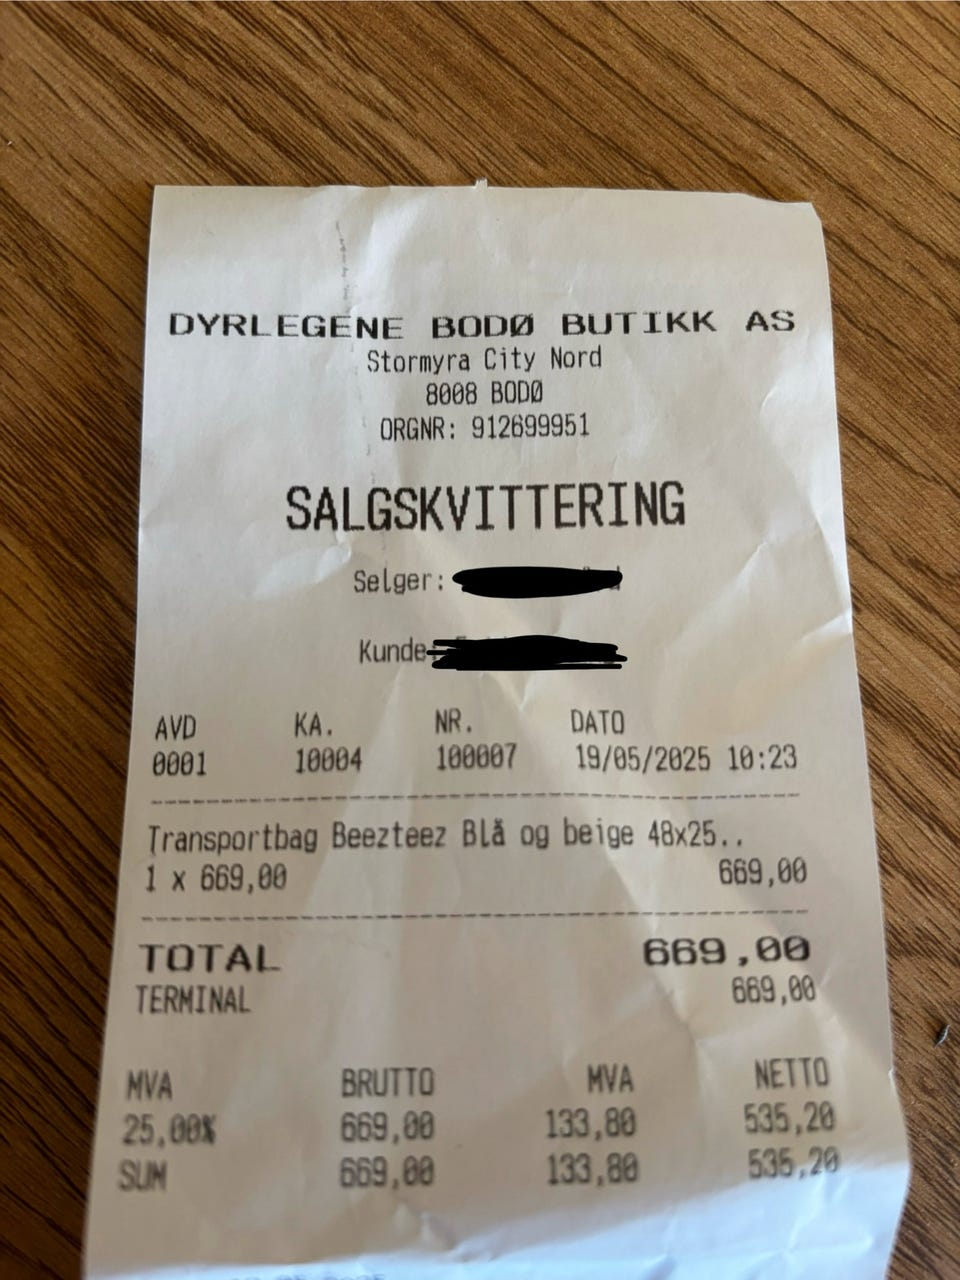 DYRLEGENE BODØ BUTIKK AS
Stormyra City Nord
8008 BODØ
ORGNR: 912699951
SALGSKVITTERING
Selger:
Kunde
AVD KA. NR. DATO
0001 10004 100007 19/05/2025 10:23
Transportbag Beezteez Blå og beige 48x25..
1 x 669,00 669,00
TOTAL 669,00
TERMINAL 669,00
MVA BRUTTO MVA NETTO
25,00% 669,00 133,80 535,20
SUM 669,00 133,80 535,20